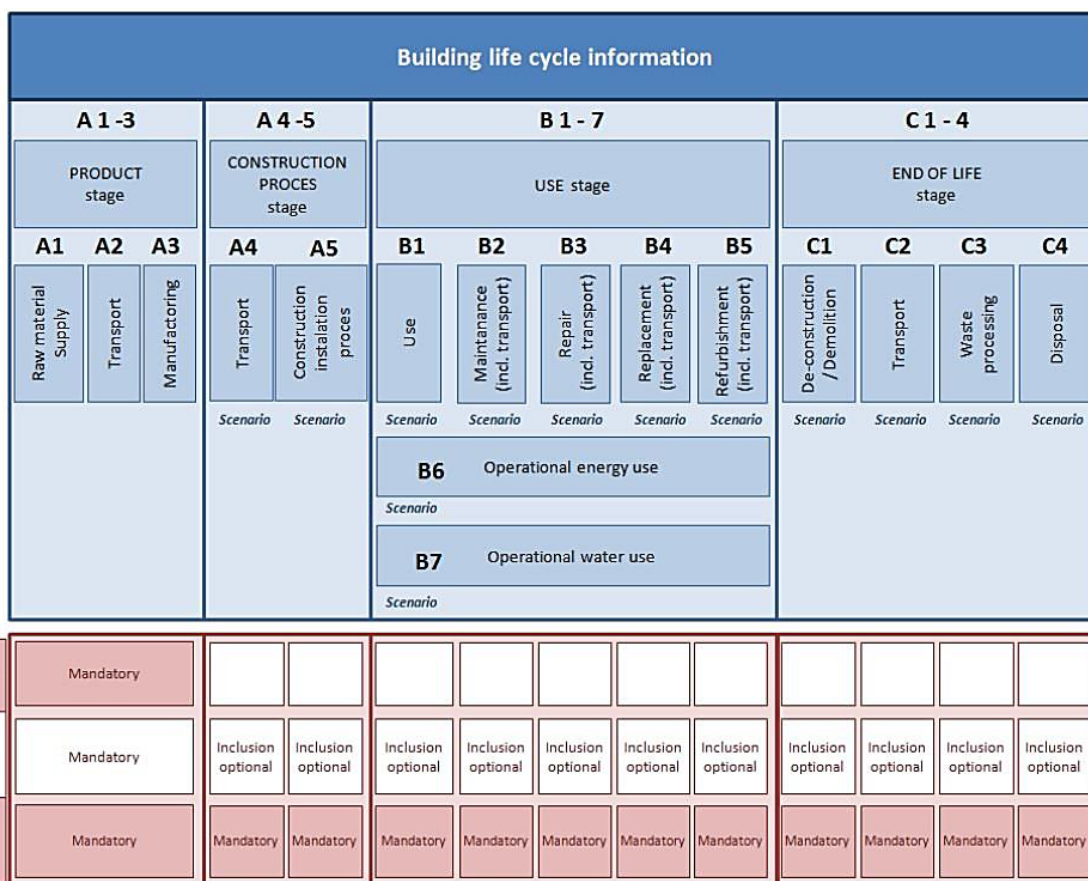 Building life cycle information
A 1 -3
A 4 -5
B 1 - 7
C 1 - 4
PRODUCT
stage
CONSTRUCTION
PROCES
stage
USE stage
END OF LIFE
stage
A1
A2
A3
A4
A5
B1
B2
B3
B4
B5
C1
C2
C3
C4
Raw material
Supply
Transport
Manufactoring
Transport
Construction
instalation
proces
Use
Maintanance
(incl. transport)
Repair
(incl. transport)
Replacement
(incl. transport)
Refurbishment
(incl. transport)
De-construction
/Demolition
Transport
Waste
processing
Disposal
Scenario
Scenario
Scenario
Scenario
Scenario
Scenario
Scenario
Scenario
Scenario
Scenario
Scenario
B6 Operational energy use
Scenario
B7 Operational water use
Scenario
Mandatory
Mandatory
Inclusion
optional
Inclusion
optional
Inclusion
optional
Inclusion
optional
Inclusion
optional
Inclusion
optional
Inclusion
optional
Inclusion
optional
Inclusion
optional
Inclusion
optional
Inclusion
optional
Mandatory
Mandatory
Mandatory
Mandatory
Mandatory
Mandatory
Mandatory
Mandatory
Mandatory
Mandatory
Mandatory
Mandatory